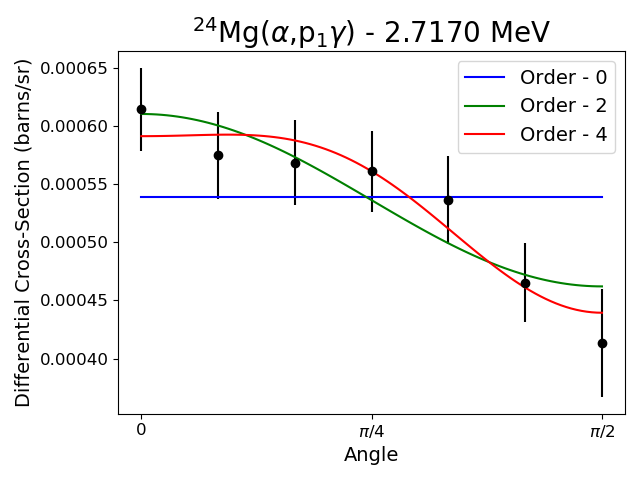 ²⁴Mg(α,p₁γ) - 2.7170 MeV
Order - 0
Order - 2
Order - 4
Differential Cross-Section (barns/sr)
0.00065
0.00060
0.00055
0.00050
0.00045
0.00040
0
π/4
π/2
Angle